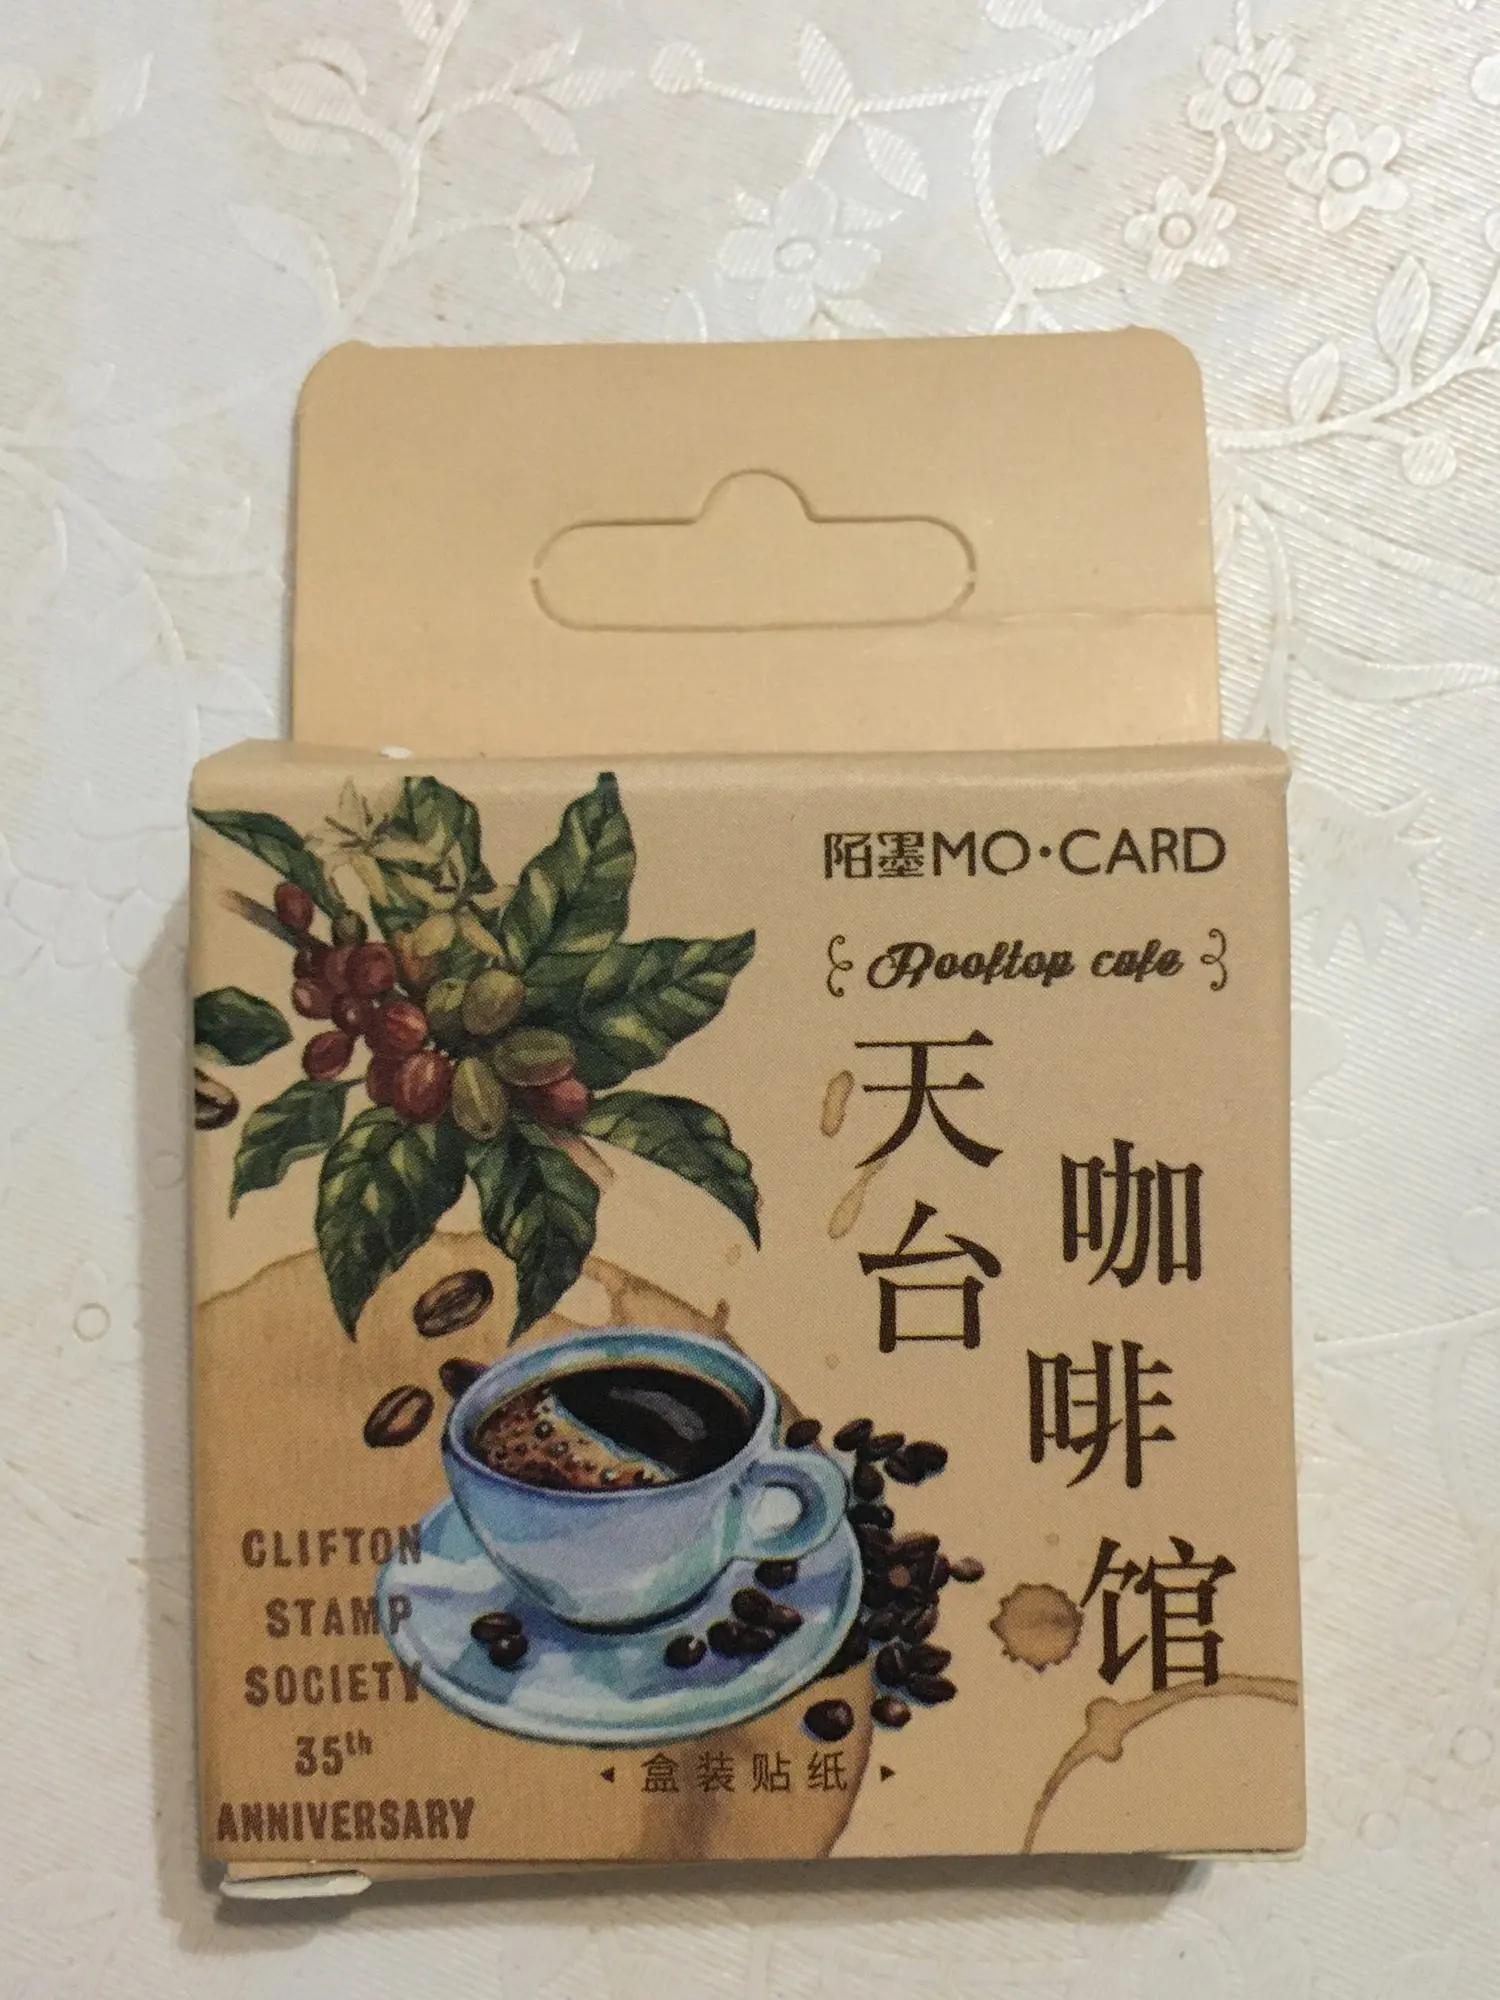 陌墨MO·CARD
Rooftop cafe
天台
咖啡馆
CLIFTON
STAMP
SOCIETY
35th
ANNIVERSARY
盒装贴纸